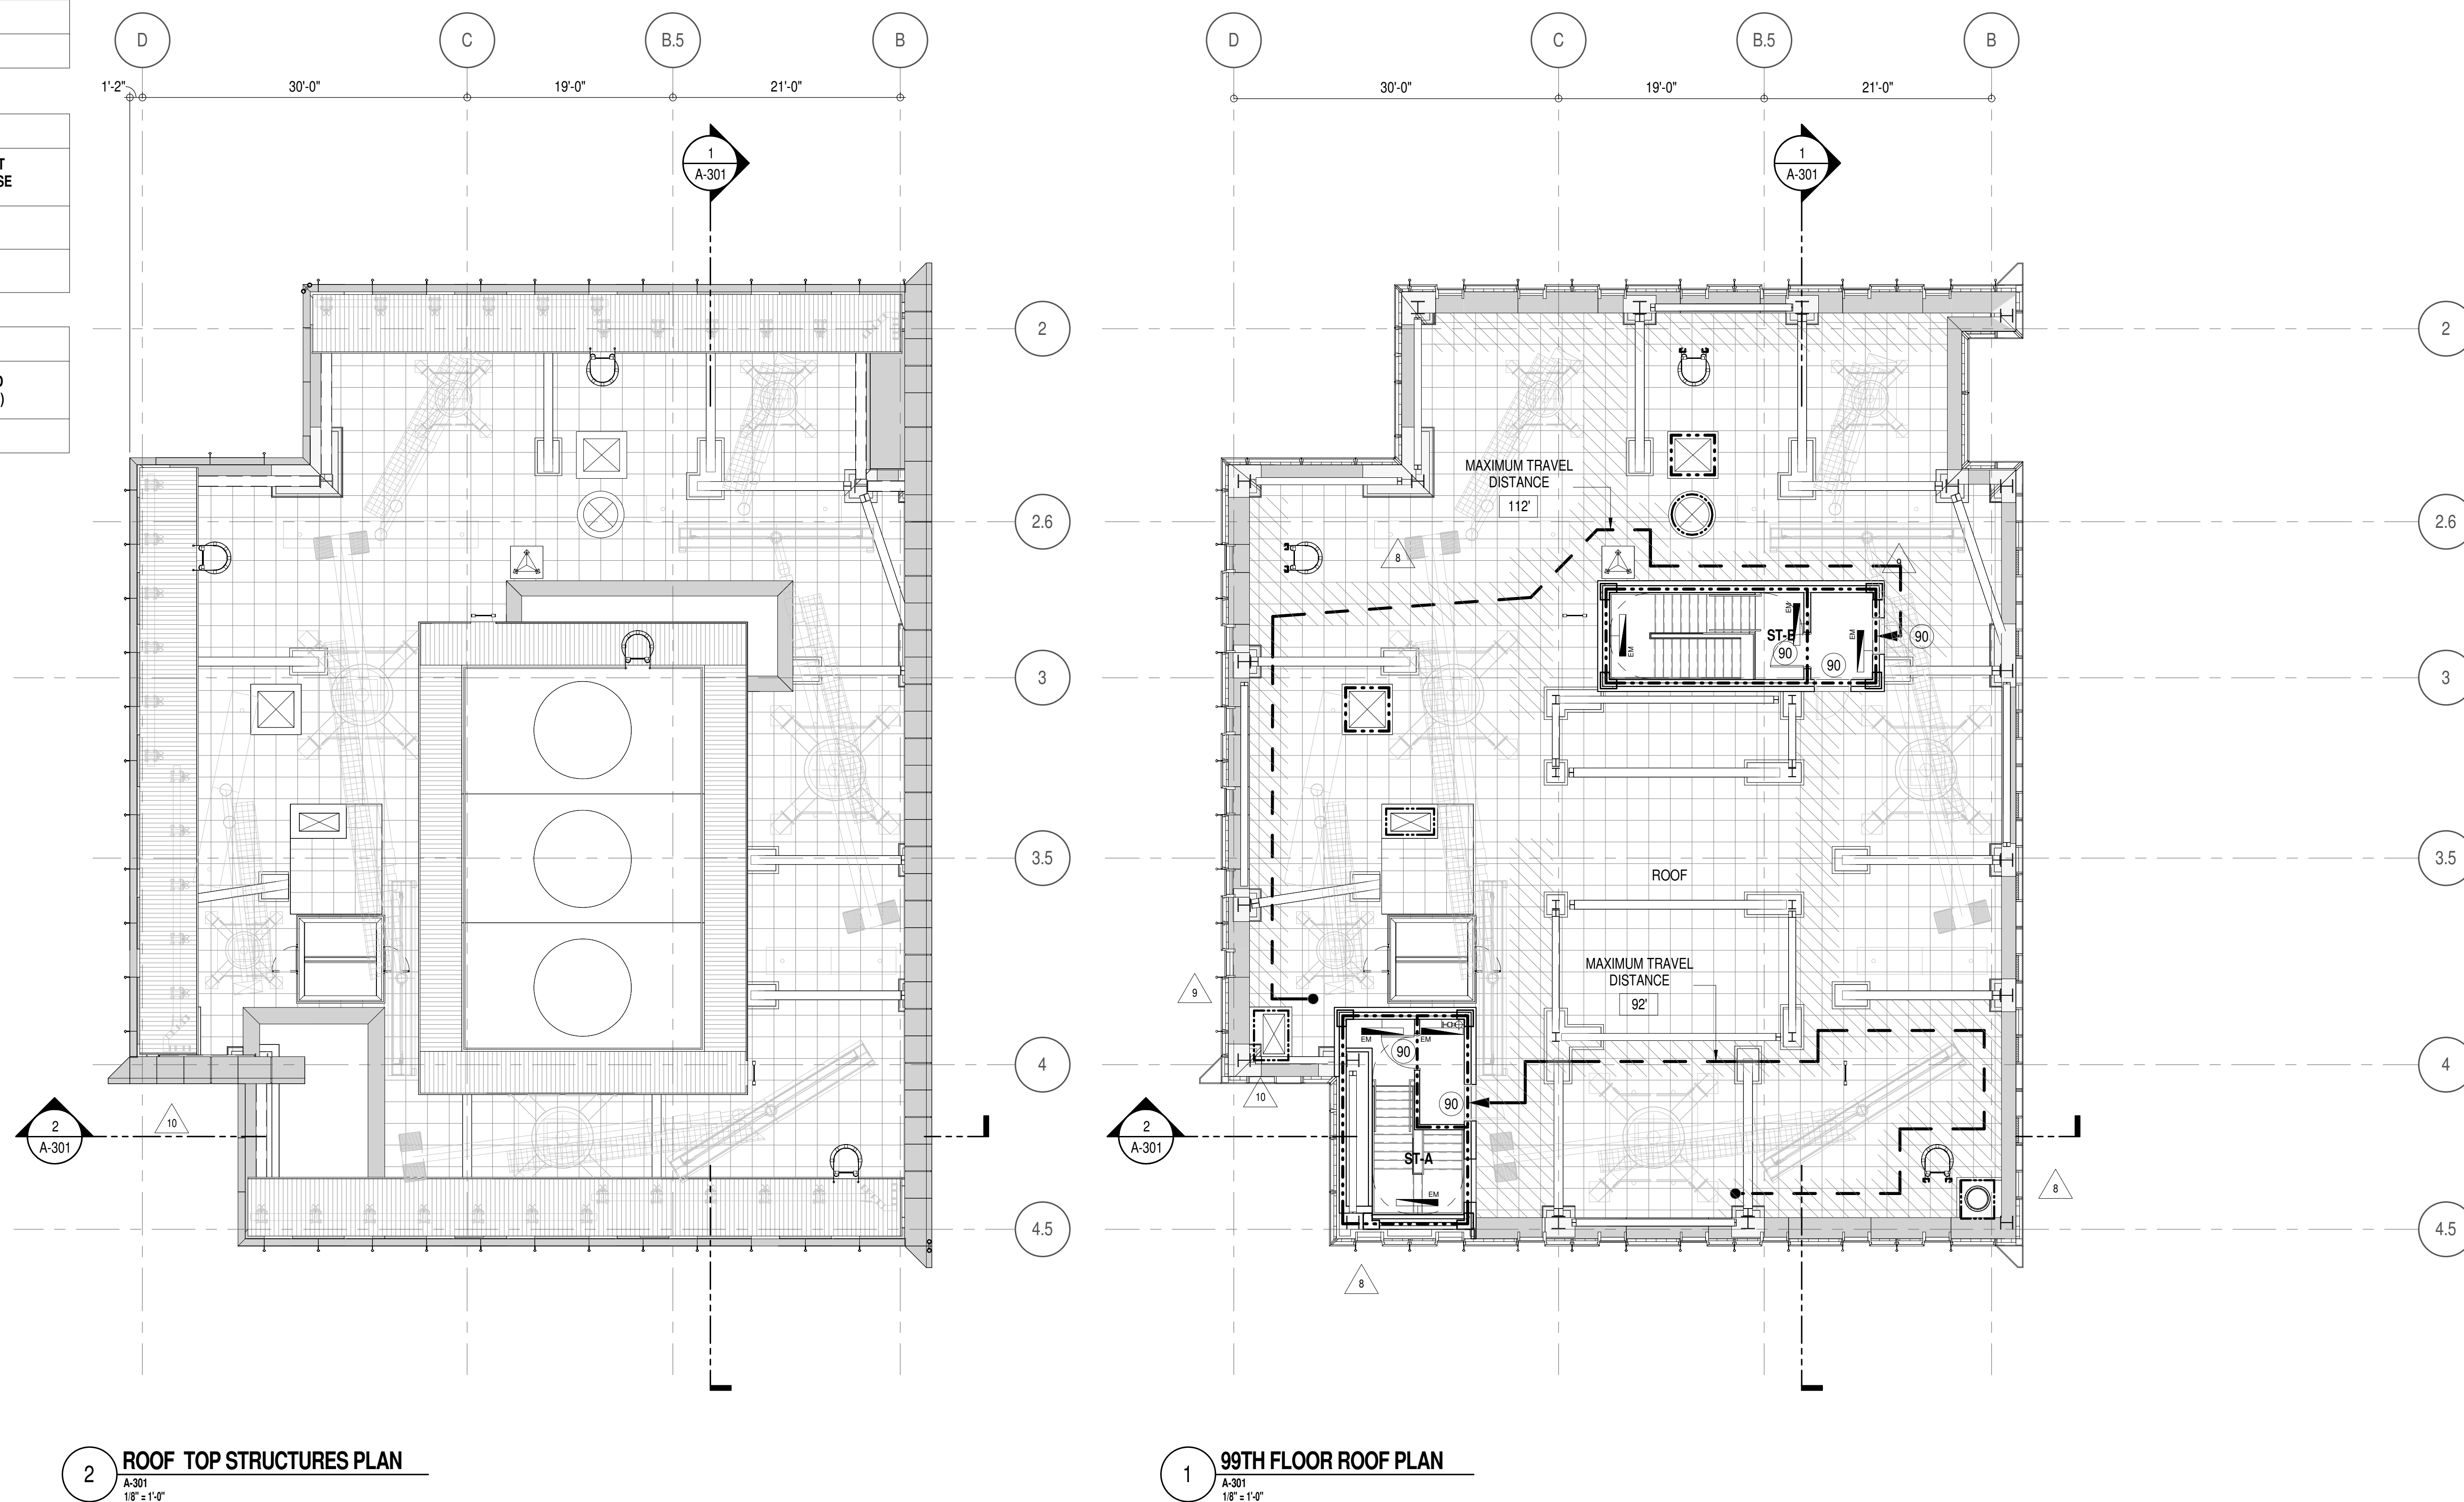 D
C
B.5
B
D
C
B.5
B
1'-2"
30'-0"
19'-0"
21'-0"
30'-0"
19'-0"
21'-0"
1
A-301
1
A-301
T
SE
2
2
D
)
MAXIMUM TRAVEL
DISTANCE
112'
2.6
2.6
8
9
EM
ST-B
EM
EM
90
90
90
3
3
3.5
3.5
ROOF
MAXIMUM TRAVEL
DISTANCE
92'
9
EM
EM
90
4
4
10
90
10
2
A-301
2
A-301
ST-A
EM
8
4.5
4.5
8
2
ROOF TOP STRUCTURES PLAN
A-301
1/8" = 1'-0"
1
99TH FLOOR ROOF PLAN
A-301
1/8" = 1'-0"